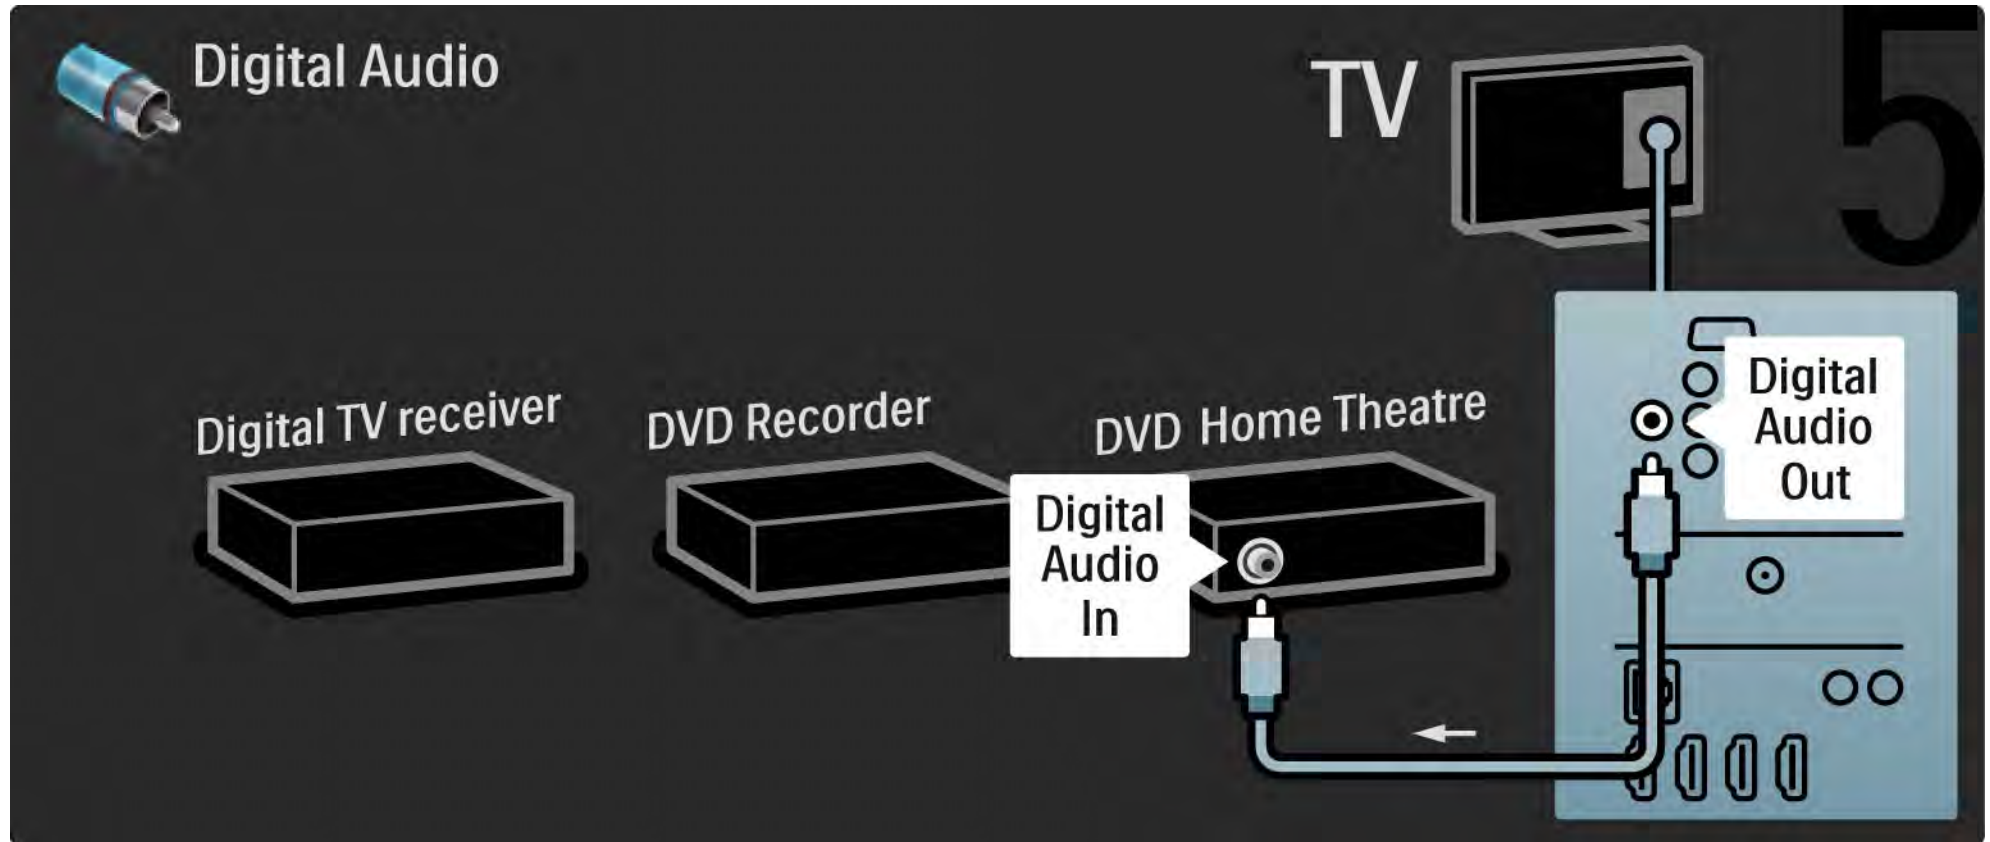 Digital Audio
TV
5
Digital TV receiver
DVD Recorder
DVD Home Theatre
Digital
Audio
In
Digital
Audio
Out